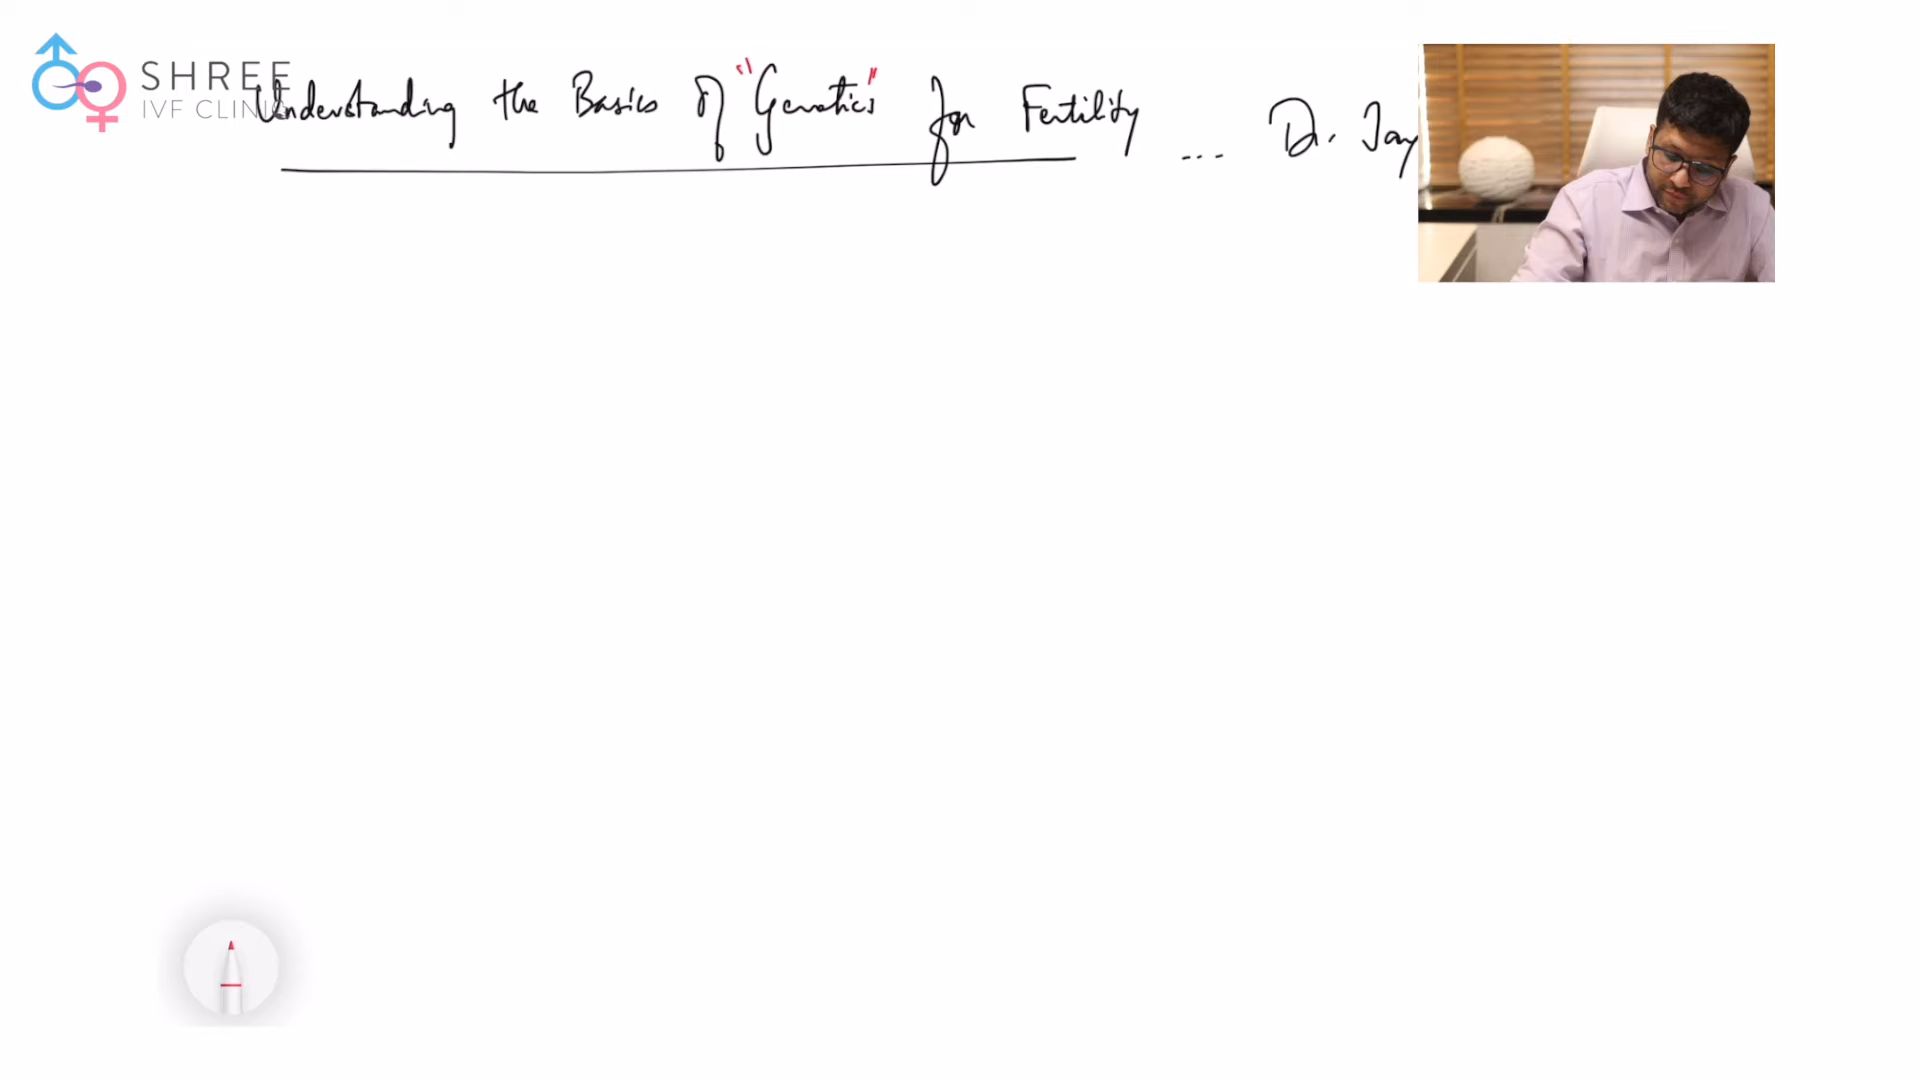 SHREE
IVF CLINIC
Understanding the Basics of "Genetics" for Fertility ... Dr. Jay